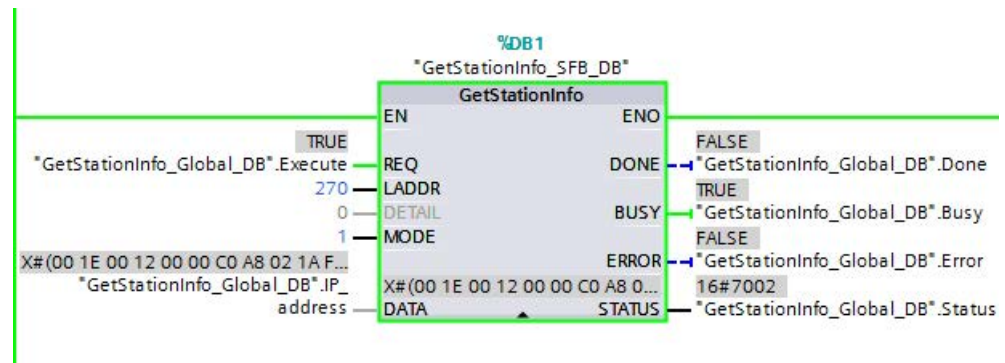 %DB1
"GetStationInfo_SFB_DB"
GetStationInfo
EN ENO
TRUE FALSE
"GetStationInfo_Global_DB".Execute REQ DONE "GetStationInfo_Global_DB".Done
270 LADDR TRUE
0 DETAIL BUSY "GetStationInfo_Global_DB".Busy
1 MODE FALSE
X#(00 1E 00 12 00 00 C0 A8 02 1A F... ERROR "GetStationInfo_Global_DB".Error
"GetStationInfo_Global_DB".IP_ X#(00 1E 00 12 00 00 C0 A8 0... 16#7002
address DATA STATUS "GetStationInfo_Global_DB".Status